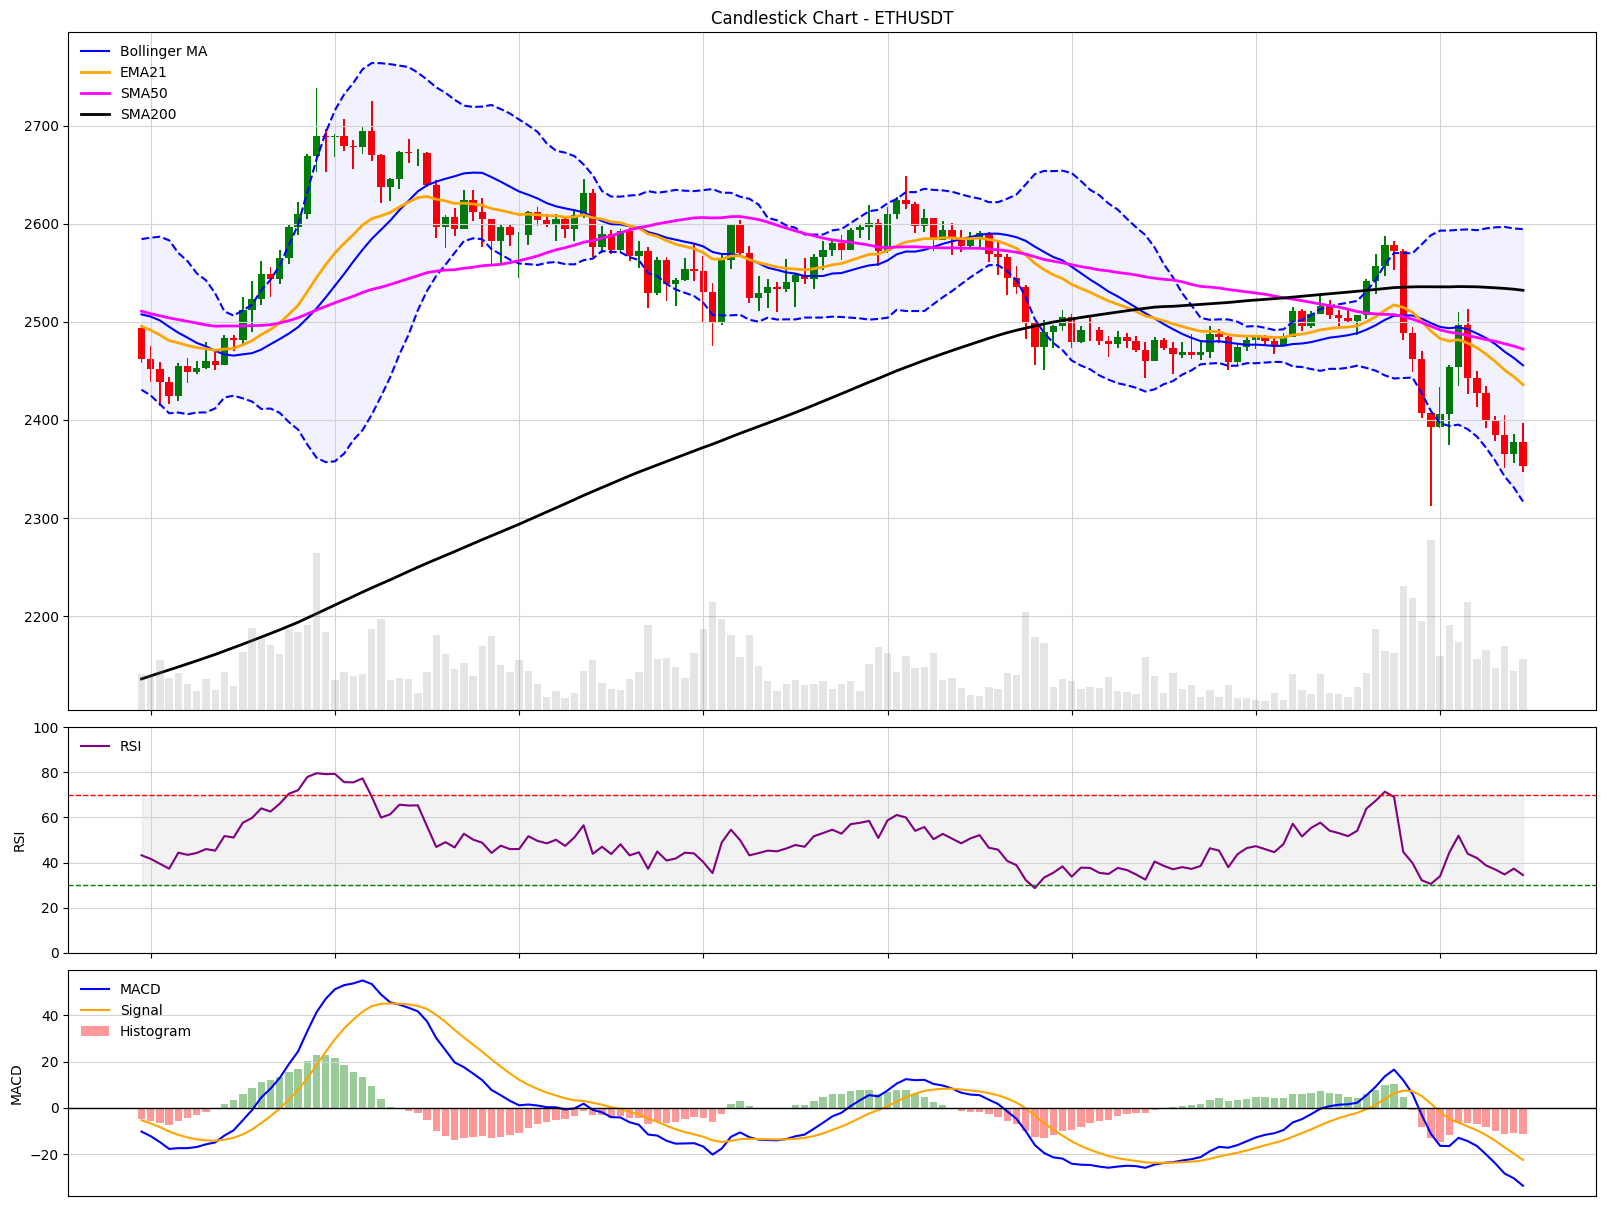 Candlestick Chart - ETHUSDT
Bollinger MA
EMA21
SMA50
SMA200
2700
2600
2500
2400
2300
2200
RSI
100
80
60
40
20
0
RSI
MACD
Signal
Histogram
40
20
0
−20
MACD